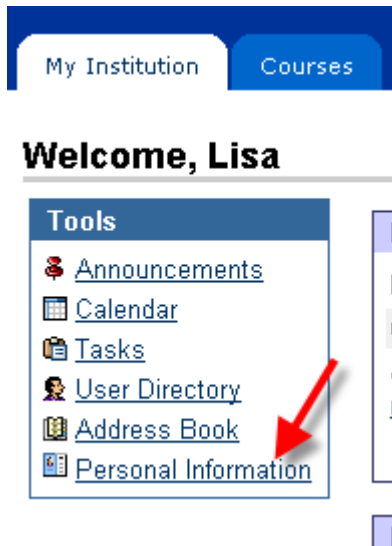 My Institution Courses
Welcome, Lisa
Tools
Announcements
Calendar
Tasks
User Directory
Address Book
Personal Information